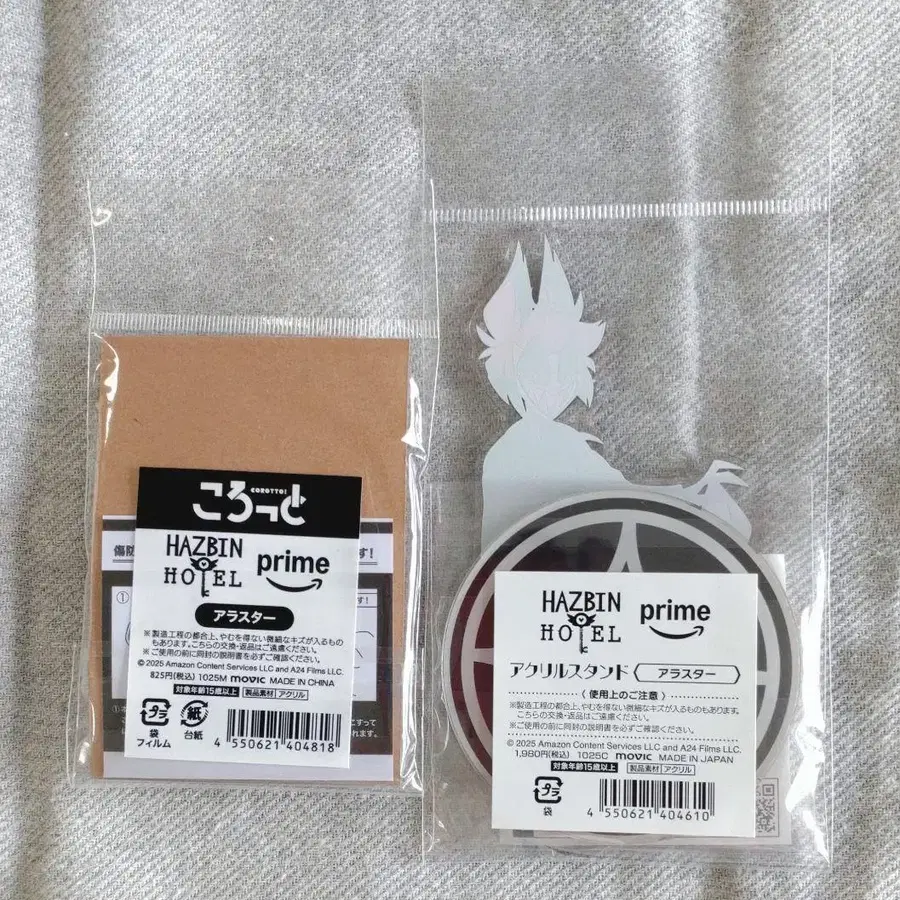 COROTTO!
ころっと
HAZBIN
HOTEL
prime
アラスター
※製造工程の都合上、やむを得ない微細なキズが入るもの
もあります。こちらの交換・返品はご遠慮ください。
※ご使用の前に同封の説明書を必ずご確認ください。
© 2025 Amazon Content Services LLC and A24 Films LLC.
825円(税込) 1025M movic MADE IN CHINA
対象年齢15歳以上 製品素材 アクリル
プラ 紙
袋 台紙
フィルム
4 550621 404818
傷防
す!
①
HAZBIN
HOTEL
prime
アクリルスタンド アラスター
〈 使用上のご注意 〉
※製造工程の都合上、やむを得ない微細なキズが入るものもあります。
こちらの交換・返品はご遠慮ください。
※ご使用の前に同封の説明書を必ずご確認ください。
© 2025 Amazon Content Services LLC and A24 Films LLC.
1,980円(税込) 1025C movic MADE IN JAPAN
対象年齢15歳以上 製品素材 アクリル
プラ
袋
4 550621 404610